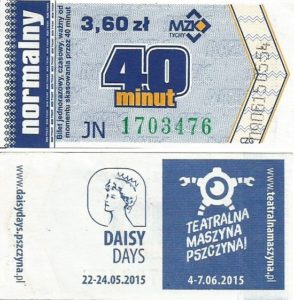 normalny
Bilet jednorazowy, czasowy, ważny od
momentu skasowania przez 40 minut
3,60 zł
MZK
TYCHY
40
minut
JN 1703476
www.daisydays-pszczyna.pl
DAISY
DAYS
22-24.05.2015
TEATRALNA
MASZYNA
PSZCZYNA!
4-7.06.2015
www.teatralnamaszyna.pl